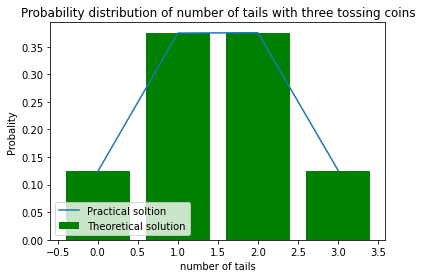 Probability distribution of number of tails with three tossing coins
Probality
0.35
0.30
0.25
0.20
0.15
0.10
0.05
0.00
Practical soltion
Theoretical solution
−0.5 0.0 0.5 1.0 1.5 2.0 2.5 3.0 3.5
number of tails